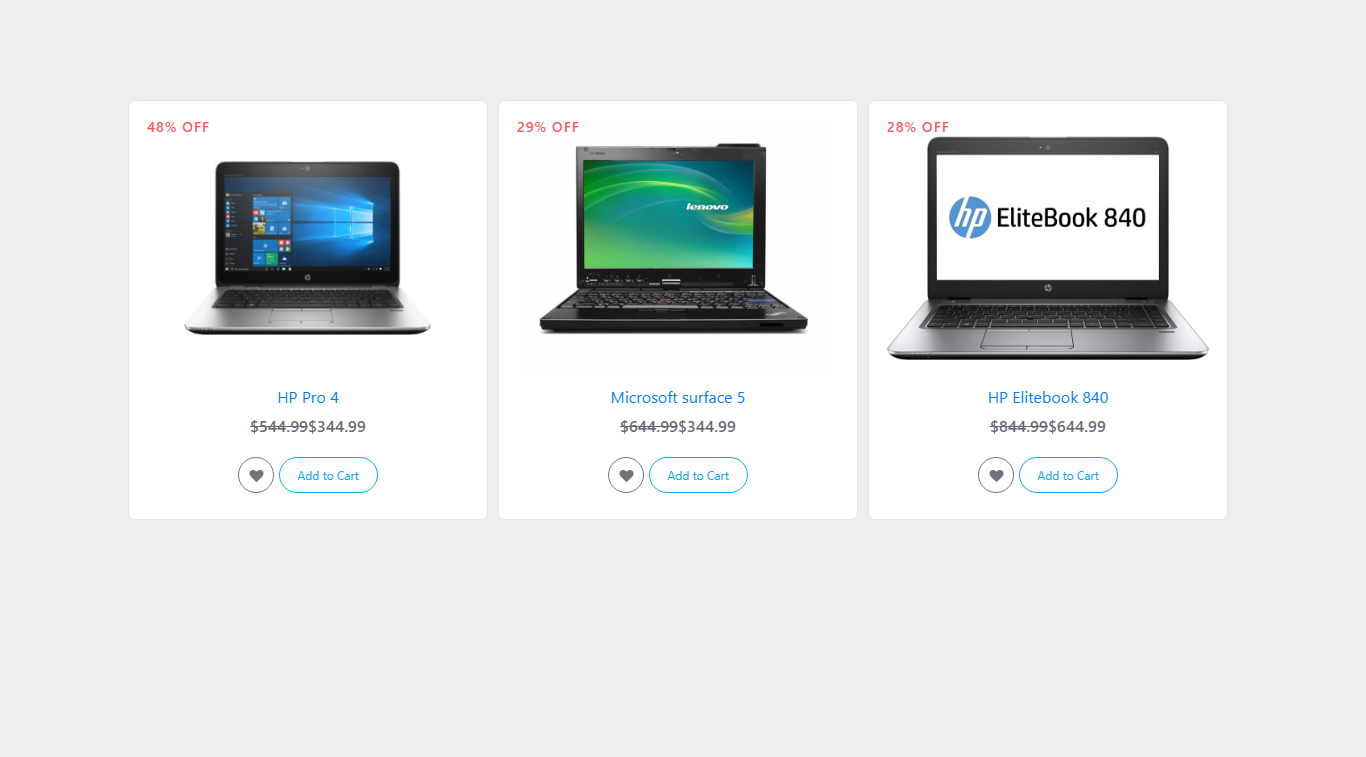 48% OFF
HP Pro 4
$544.99$344.99
Add to Cart
29% OFF
lenovo
Microsoft surface 5
$644.99$344.99
Add to Cart
28% OFF
hp EliteBook 840
hp
HP Elitebook 840
$844.99$644.99
Add to Cart